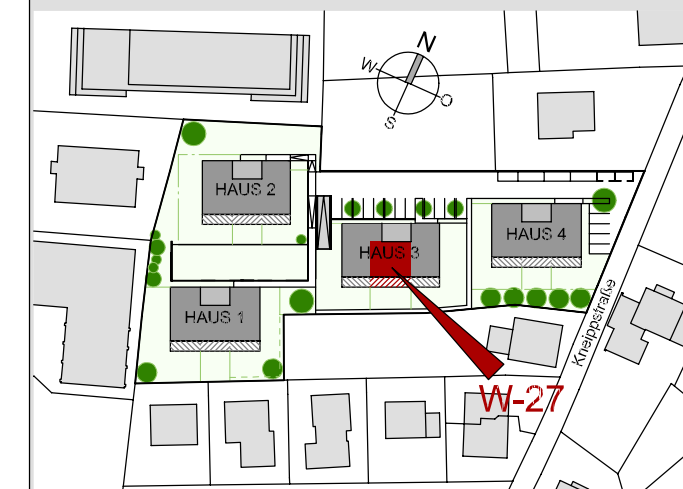 N
W
O
S
HAUS 2
HAUS 3
HAUS 4
HAUS 1
Kneippstraße
W-27